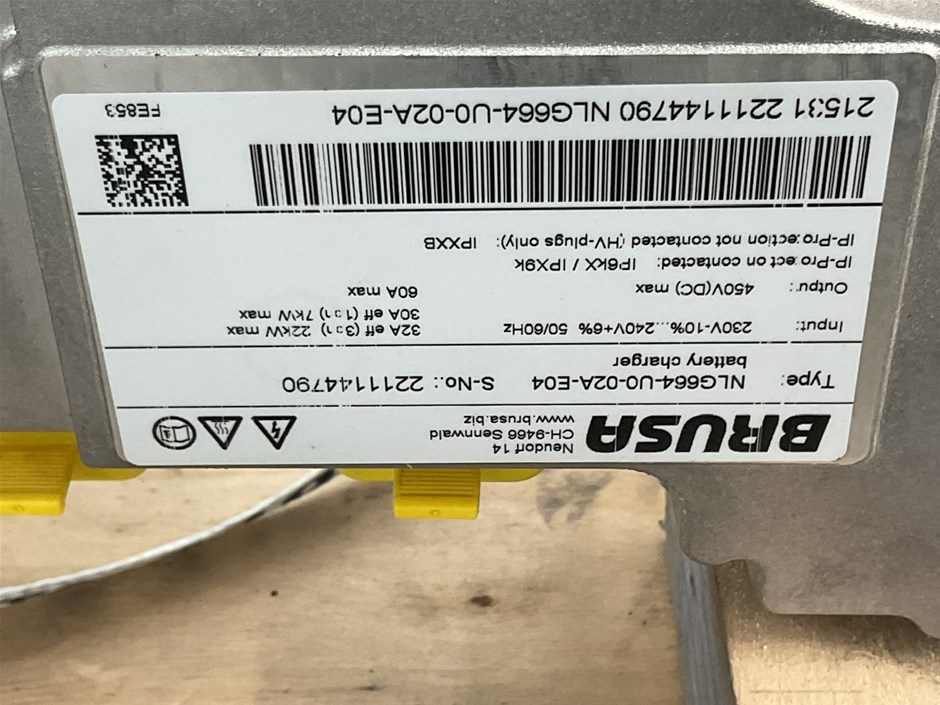 BRUSA
Neudorf 14
CH-9466 Sennwald
www.brusa.biz
Type: NLG664-U0-02A-E04 S-No.: 2211144790
battery charger
Input: 230V-10%...240V+6% 50/60Hz 32A eff (3~) 22kW max
30A eff (1~) 7kW max
Output: 450V(DC) max 60A max
IP-Protection contacted: IP6kX / IPX9k
IP-Protection not contacted (HV-plugs only): IPXXB
21531 2211144790 NLG664-U0-02A-E04 FE853